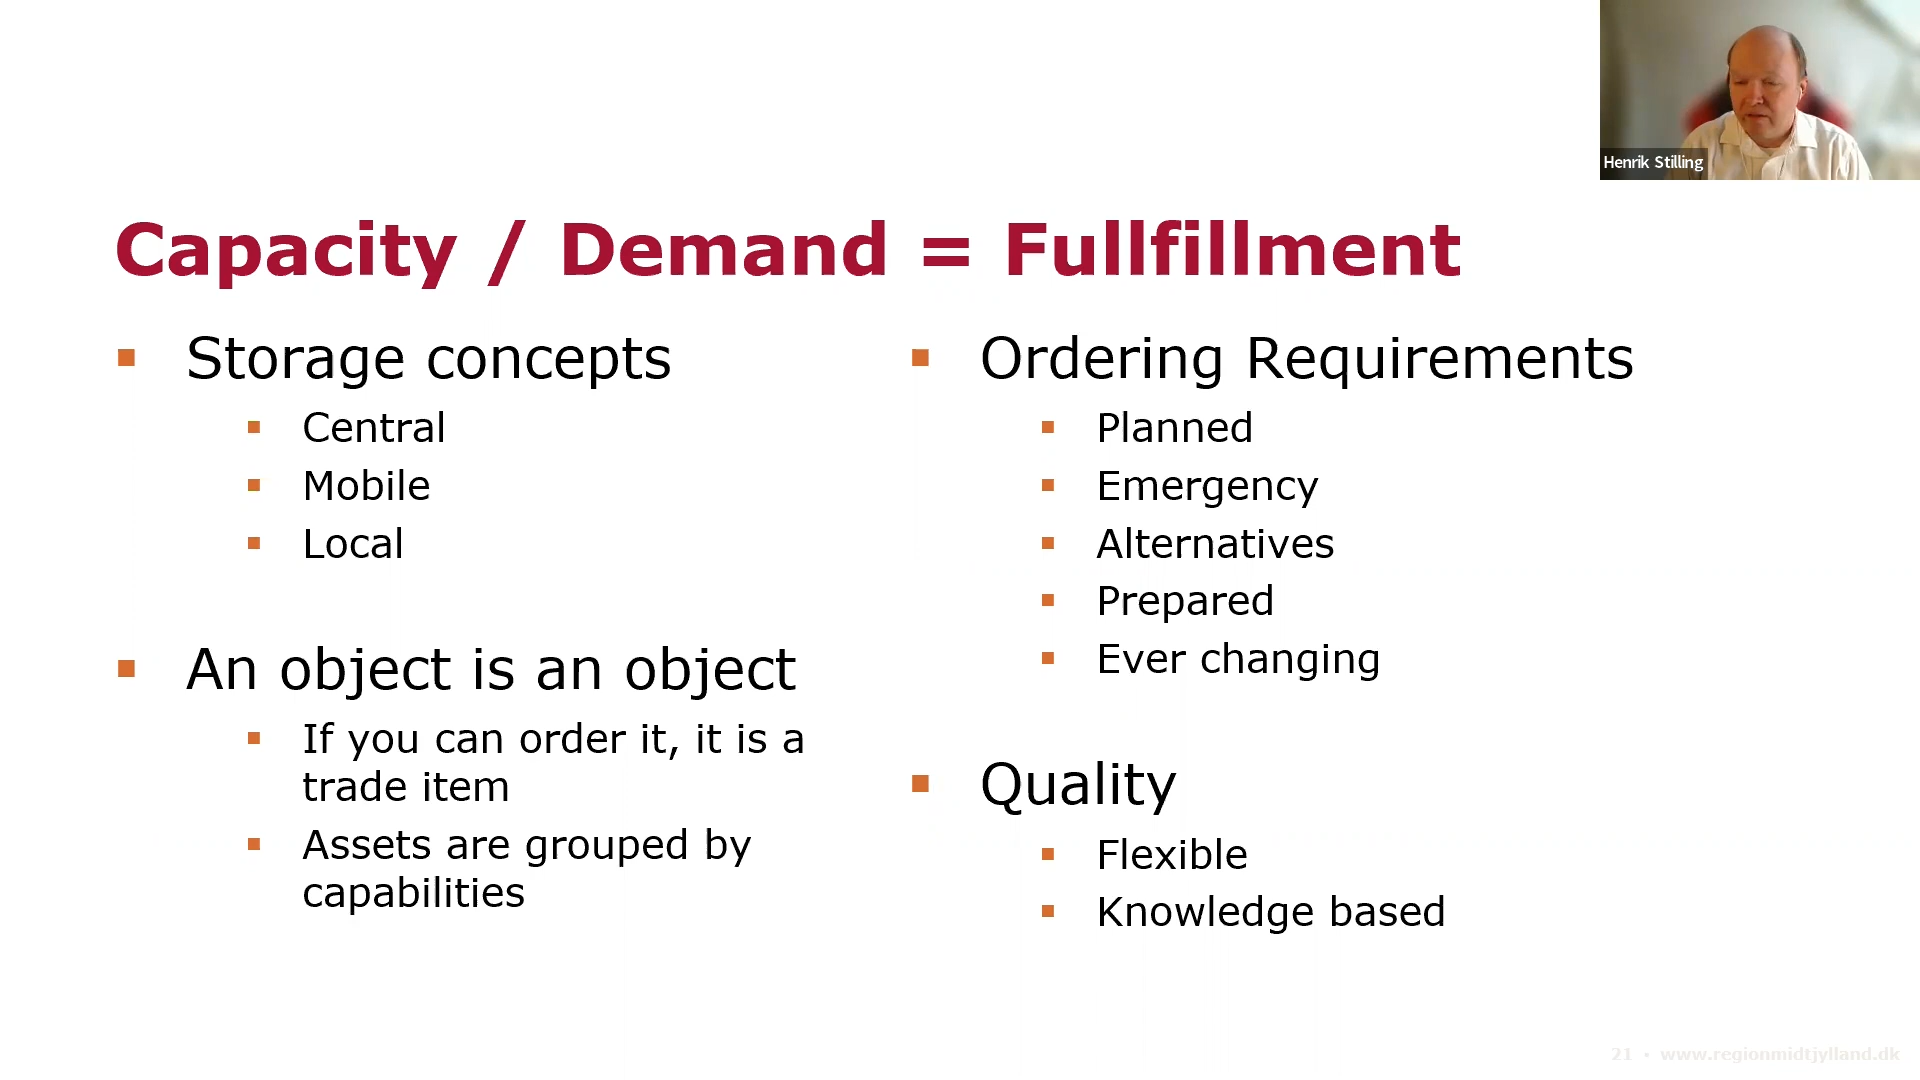 Henrik Stilling
Capacity / Demand = Fullfillment
Storage concepts
Central
Mobile
Local
An object is an object
If you can order it, it is a
trade item
Assets are grouped by
capabilities
Ordering Requirements
Planned
Emergency
Alternatives
Prepared
Ever changing
Quality
Flexible
Knowledge based
21 • www.regionmidtjylland.dk